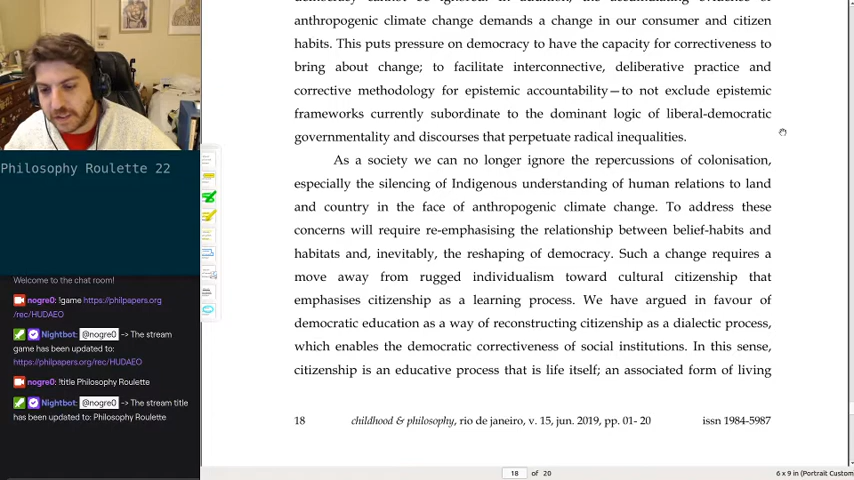 anthropogenic climate change demands a change in our consumer and citizen
habits. This puts pressure on democracy to have the capacity for correctiveness to
bring about change; to facilitate interconnective, deliberative practice and
corrective methodology for epistemic accountability—to not exclude epistemic
frameworks currently subordinate to the dominant logic of liberal-democratic
governmentality and discourses that perpetuate radical inequalities.
As a society we can no longer ignore the repercussions of colonisation,
especially the silencing of Indigenous understanding of human relations to land
and country in the face of anthropogenic climate change. To address these
concerns will require re-emphasising the relationship between belief-habits and
habitats and, inevitably, the reshaping of democracy. Such a change requires a
move away from rugged individualism toward cultural citizenship that
emphasises citizenship as a learning process. We have argued in favour of
democratic education as a way of reconstructing citizenship as a dialectic process,
which enables the democratic correctiveness of social institutions. In this sense,
citizenship is an educative process that is life itself; an associated form of living
18 childhood & philosophy, rio de janeiro, v. 15, jun. 2019, pp. 01- 20 issn 1984-5987
18 of 20
6 x 9 in (Portrait Custom
Philosophy Roulette 22
Welcome to the chat room!
nogre0: !game https://philpapers.org
/rec/HUDAEO
Nightbot: @nogre0 -> The stream
game has been updated to:
https://philpapers.org/rec/HUDAEO
nogre0: !title Philosophy Roulette
Nightbot: @nogre0 -> The stream title
has been updated to: Philosophy Roulette